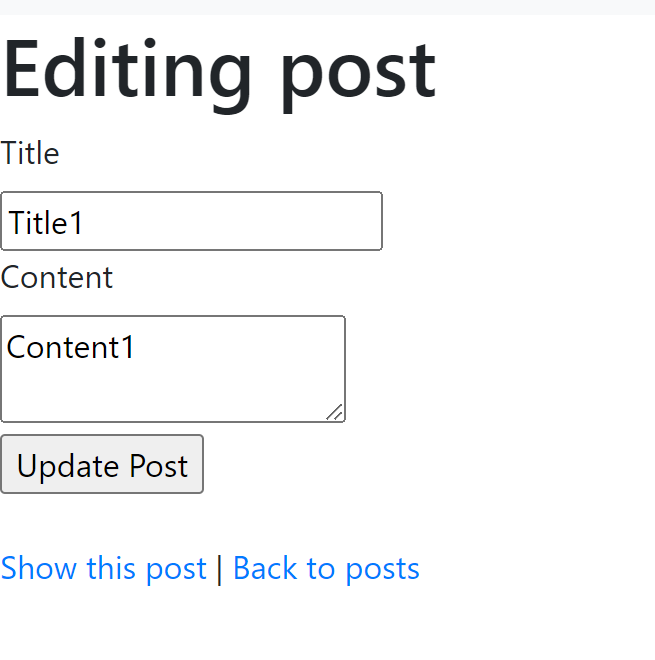 Editing post
Title
Title1
Content
Content1
Update Post
Show this post | Back to posts